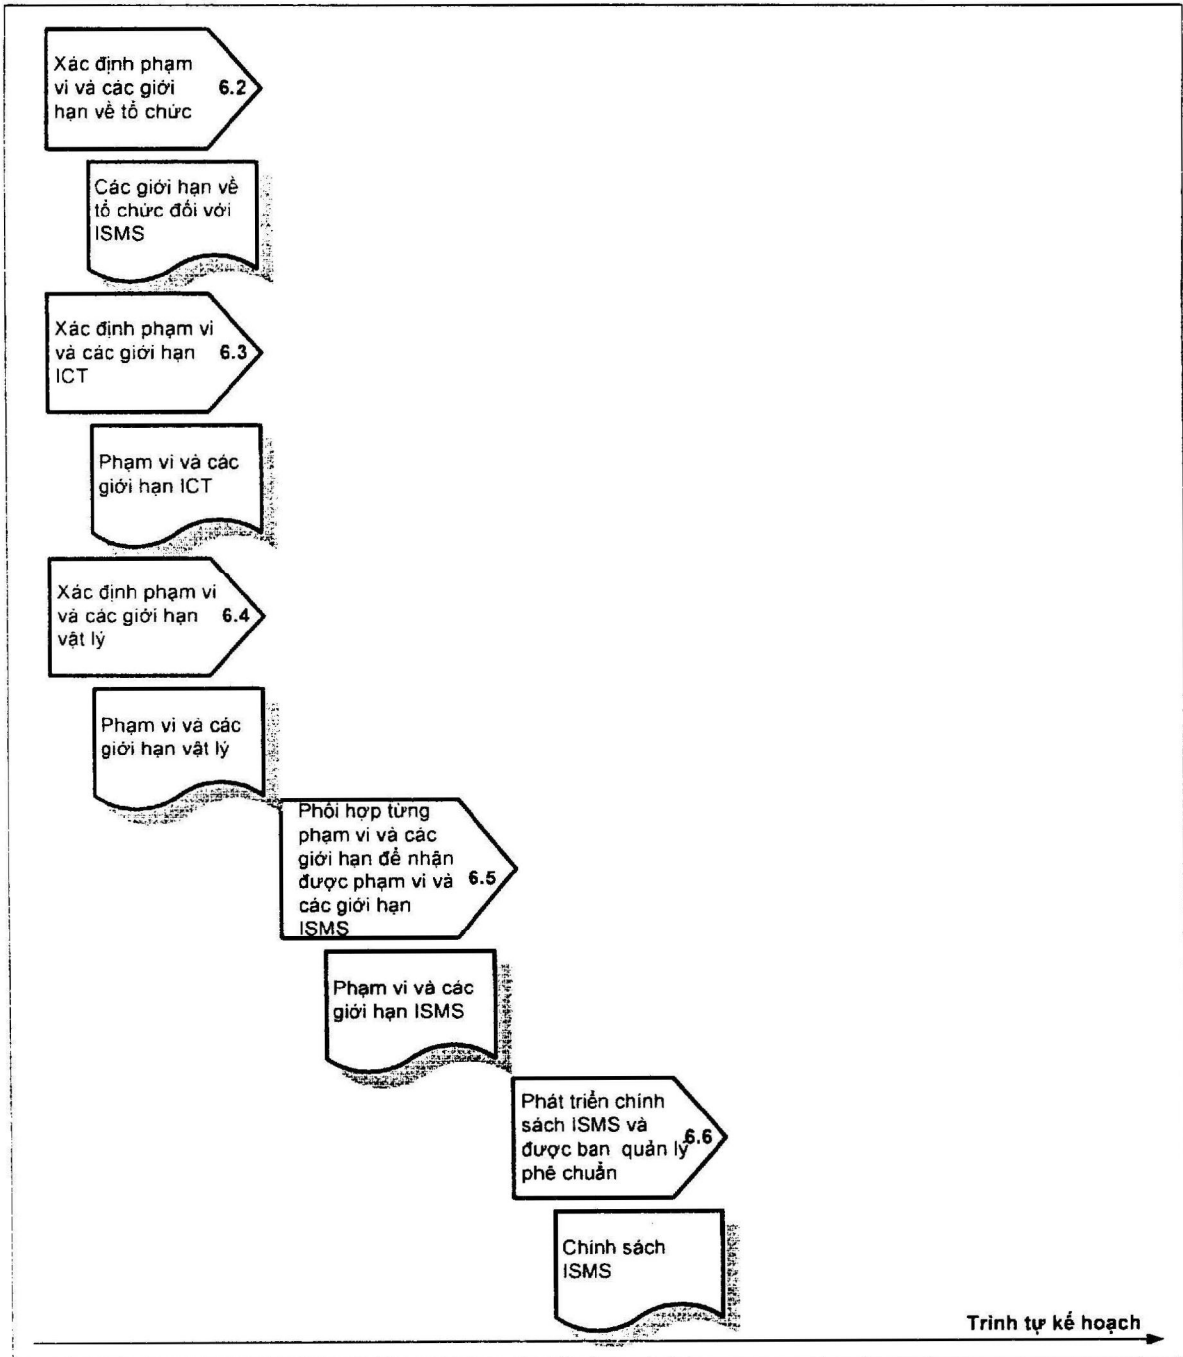 Xác định phạm
vi và các giới 6.2
hạn về tổ chức
Các giới hạn về
tổ chức đối với
ISMS
Xác định phạm vi
và các giới hạn 6.3
ICT
Phạm vi và các
giới hạn ICT
Xác định phạm vi
và các giới hạn 6.4
vật lý
Phạm vi và các
giới hạn vật lý
Phối hợp từng
phạm vi và các
giới hạn để nhận
được phạm vi và 6.5
các giới hạn
ISMS
Phạm vi và các
giới hạn ISMS
Phát triển chính
sách ISMS và
được ban quản lý 6.6
phê chuẩn
Chính sách
ISMS
Trình tự kế hoạch